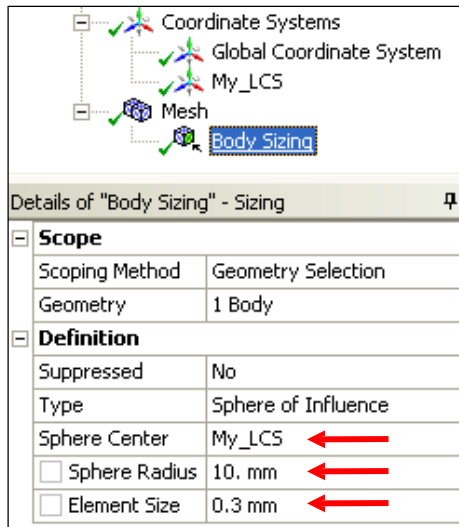 Coordinate Systems
Global Coordinate System
My_LCS
Mesh
Body Sizing
Details of "Body Sizing" - Sizing
Scope
Scoping Method Geometry Selection
Geometry 1 Body
Definition
Suppressed No
Type Sphere of Influence
Sphere Center My_LCS
Sphere Radius 10. mm
Element Size 0.3 mm